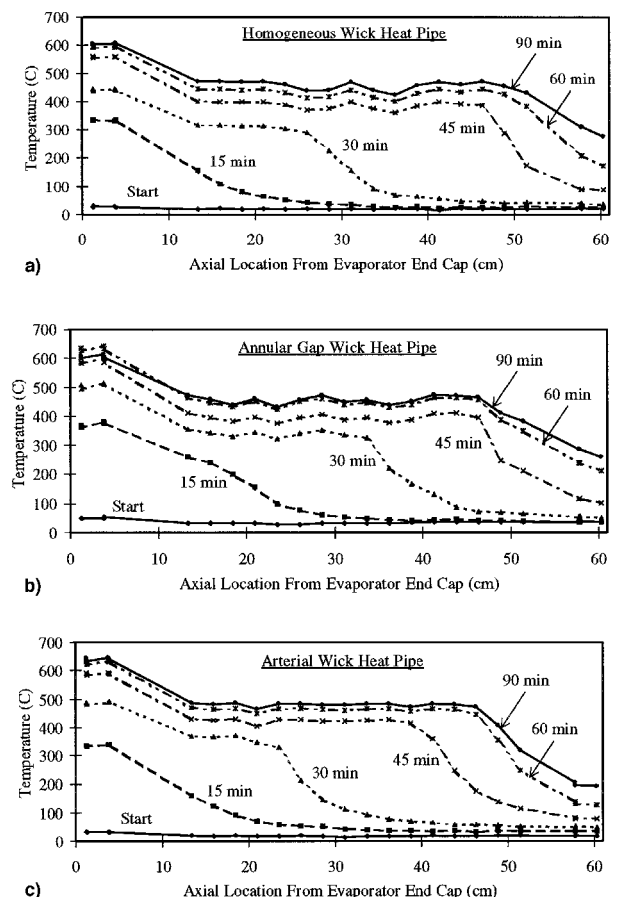 700
Homogeneous Wick Heat Pipe
600
90 min
500
60 min
400
45 min
300
30 min
15 min
200
Start
100
0
Temperature (C)
0 10 20 30 40 50 60
a)
Axial Location From Evaporator End Cap (cm)
700
Annular Gap Wick Heat Pipe
600
90 min
500
60 min
400
45 min
300
30 min
200
15 min
100
Start
0
Temperature (C)
0 10 20 30 40 50 60
b)
Axial Location From Evaporator End Cap (cm)
700
Arterial Wick Heat Pipe
600
90 min
500
60 min
400
45 min
300
30 min
200
15 min
100
Start
0
Temperature (C)
0 10 20 30 40 50 60
c)
Axial Location From Evaporator End Cap (cm)